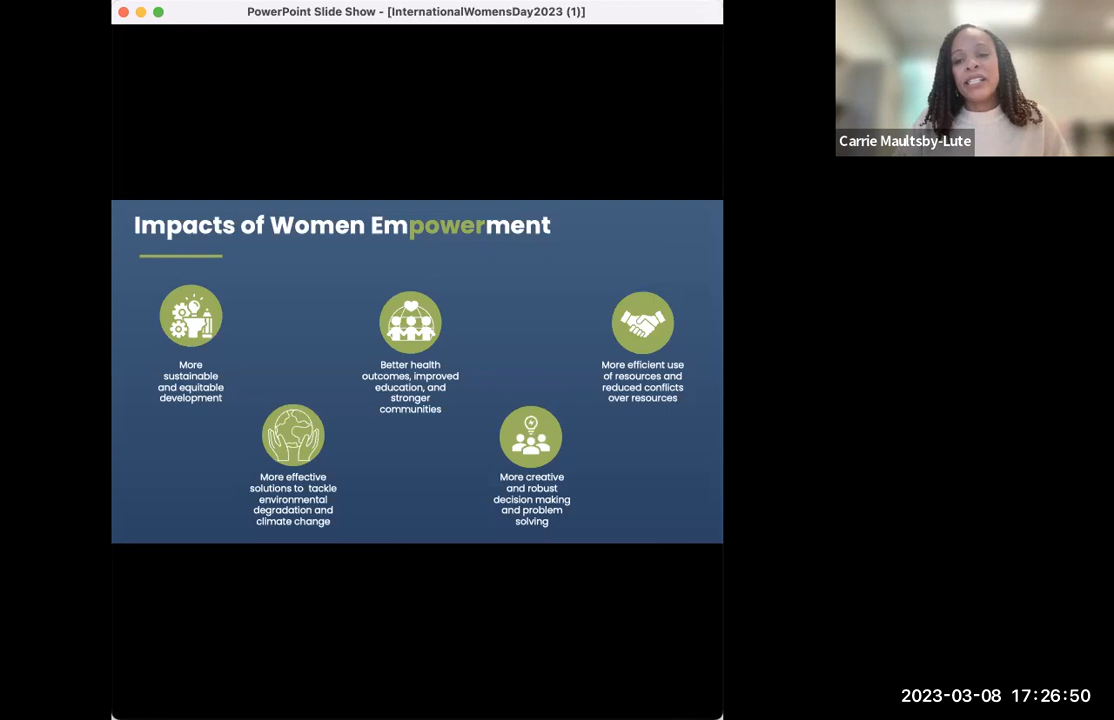 PowerPoint Slide Show - [InternationalWomensDay2023 (1)]
Carrie Maultsby-Lute
Impacts of Women Empowerment
More
sustainable
and equitable
development
Better health
outcomes, improved
education, and
stronger
communities
More efficient use
of resources and
reduced conflicts
over resources
More effective
solutions to  tackle
environmental
degradation and
climate change
More creative
and robust
decision making
and problem
solving
2023-03-08 17:26:50